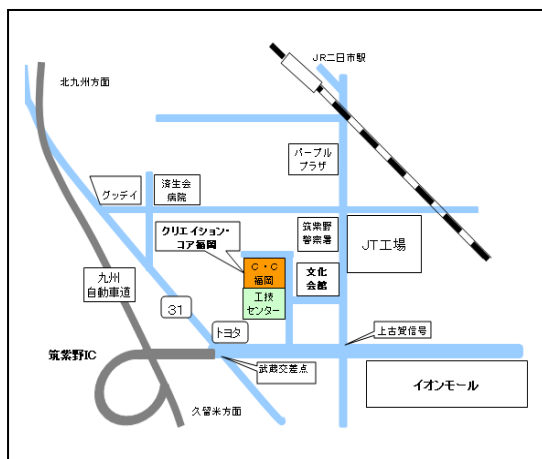 JR二日市駅
北九州方面
パープル
プラザ
グッデイ
済生会
病院
クリエイション・
コア福岡
筑紫野
警察署
JT工場
C・C
福岡
文化
会館
九州
自動車道
工技
センター
31
トヨタ
上古賀信号
筑紫野IC
武蔵交差点
イオンモール
久留米方面